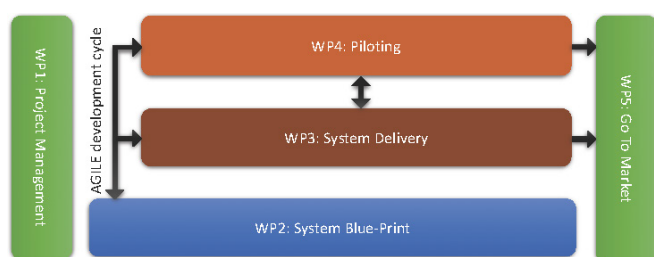 WP1: Project Management
AGILE development cycle
WP4: Piloting
WP3: System Delivery
WP2: System Blue-Print
WP5: Go To Market